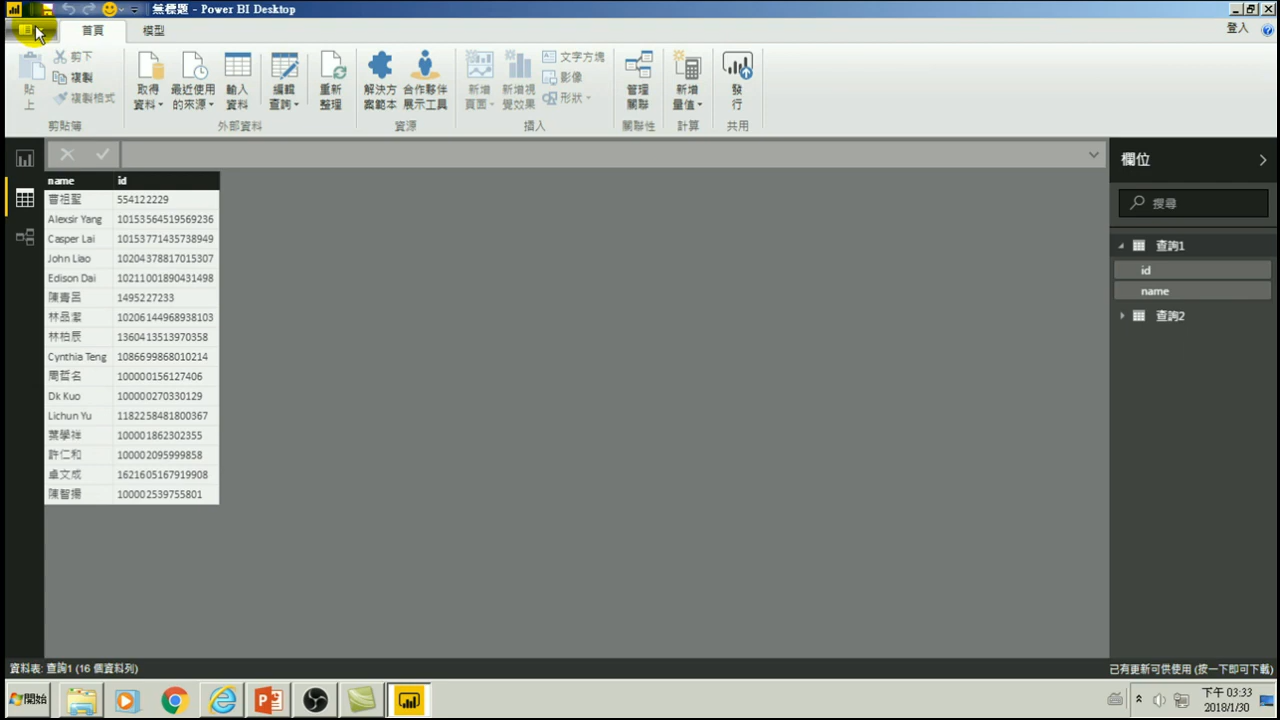 無標題 - Power BI Desktop
首頁
模型
登入
貼上
剪下
複製
複製格式
剪貼簿
取得資料
最近使用的來源
輸入資料
編輯查詢
重新整理
外部資料
解決方案範本
合作夥伴展示工具
資源
新增頁面
新增視覺效果
文字方塊
影像
形狀
插入
管理關聯
關聯性
新增量值
計算
發行
共用
欄位
搜尋
查詢1
id
name
查詢2
name id
曹祖聖 554122229
Alexsir Yang 10153564519569236
Casper Lai 10153771435738949
John Liao 10204378817015307
Edison Dai 10211001890431498
1495227233
林品潔 10206144968938103
林柏辰 1360413513970358
Cynthia Teng 1086699868010214
周哲名 100000156127406
Dk Kuo 100000270330129
Lichun Yu 1182258481800367
葉學祥 100001862302355
許仁和 100002095999858
卓文成 1621605167919908
陳智揚 100002539755801
資料表: 查詢1 (16 個資料列)
已有更新可供使用 (按一下即可下載)
開始
下午 03:33
2018/1/30